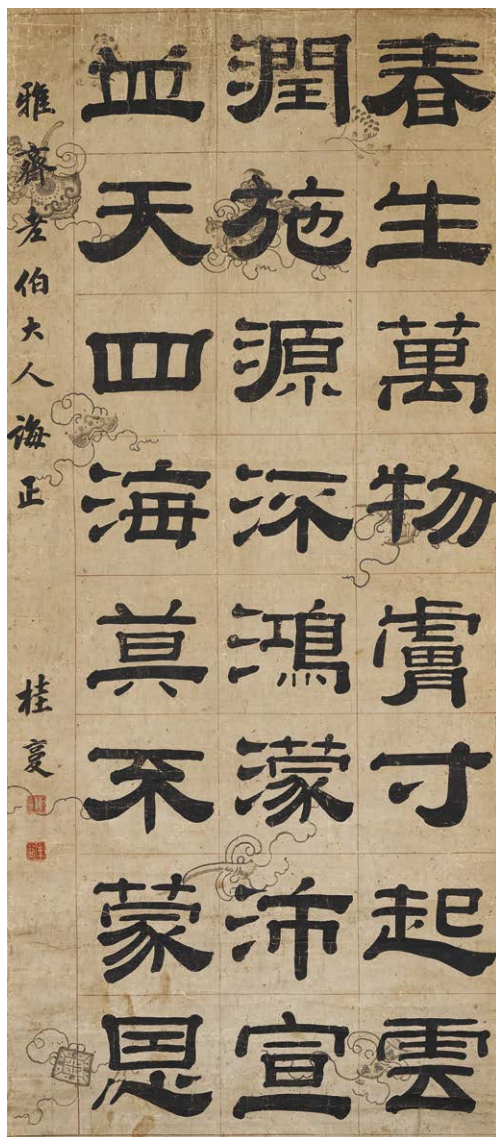 春生萬物膚寸起雲
潤施源深鴻濛沛宣
並天四海莫不蒙恩
雅齋老伯大人誨正
桂